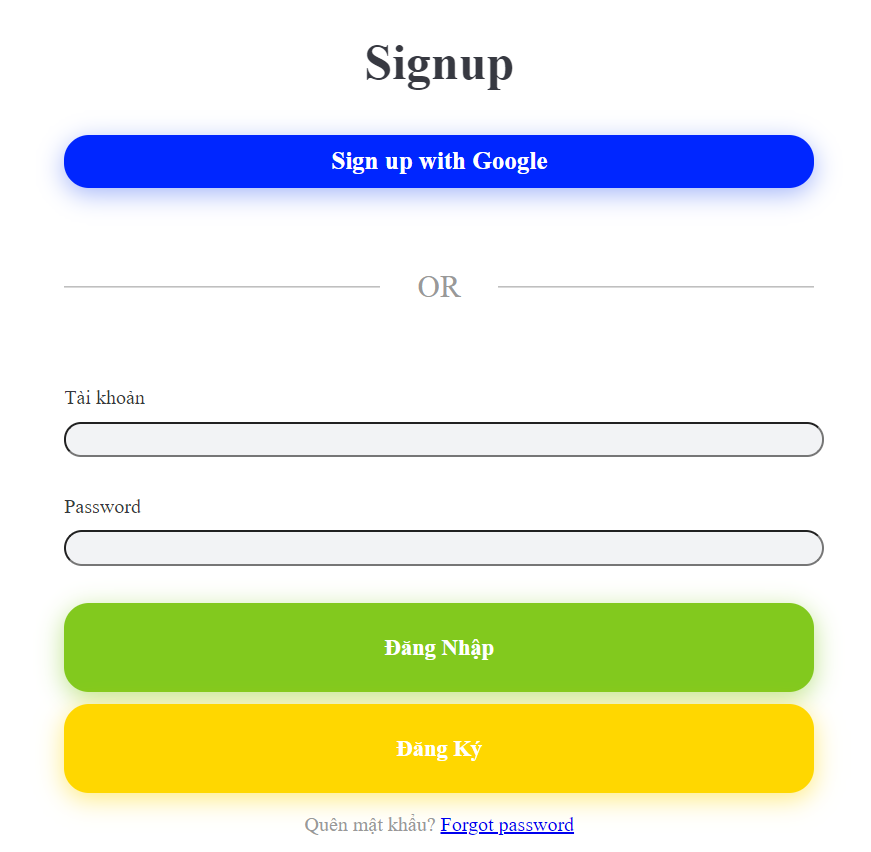 Signup
Sign up with Google
OR
Tài khoản
Password
Đăng Nhập
Đăng Ký
Quên mật khẩu? Forgot password